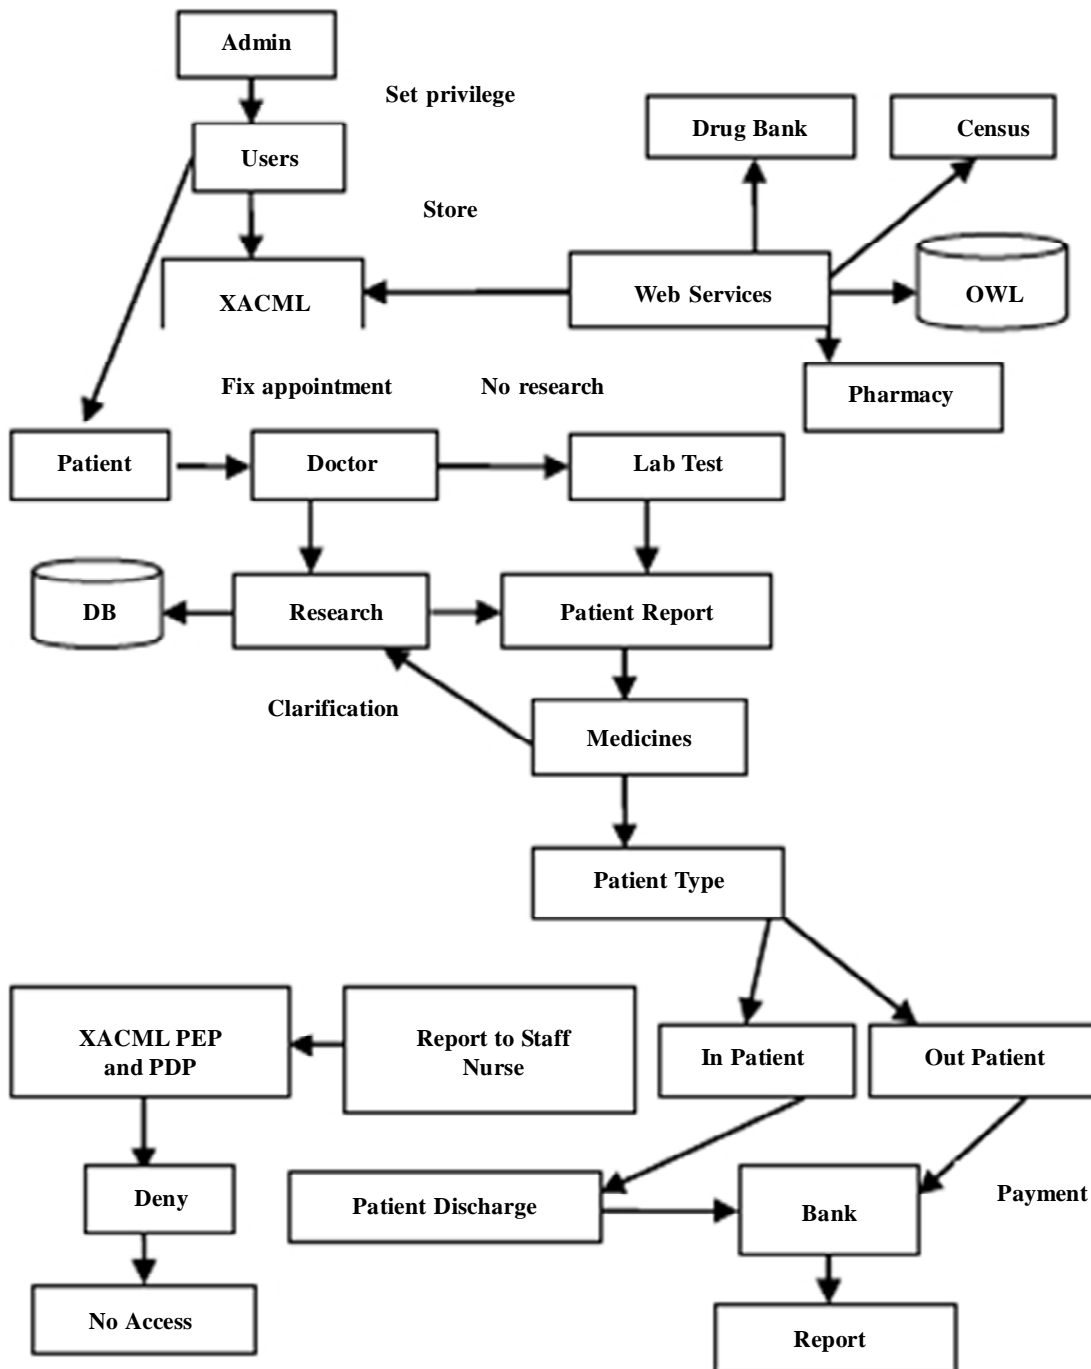 Admin
Set privilege
Drug Bank
Census
Users
Store
XACML
Web Services
OWL
Fix appointment
No research
Pharmacy
Patient
Doctor
Lab Test
DB
Research
Patient Report
Clarification
Medicines
Patient Type
XACML PEP
and PDP
Report to Staff
Nurse
In Patient
Out Patient
Deny
Patient Discharge
Bank
Payment
No Access
Report